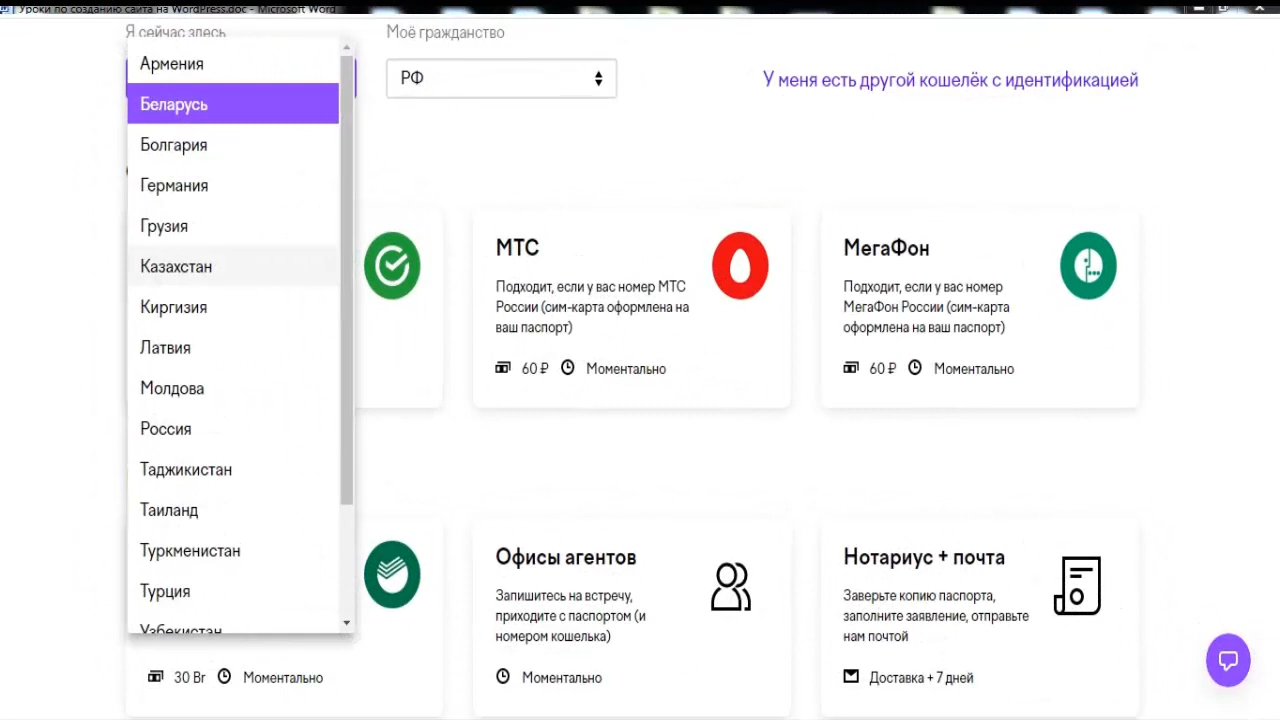 Уроки по созданию сайта на WordPress.doc - Microsoft Word
Я сейчас здесь
Моё гражданство
Армения
РФ
У меня есть другой кошелёк с идентификацией
Беларусь
Болгария
Германия
Грузия
Казахстан
Киргизия
Латвия
Молдова
Россия
Таджикистан
Таиланд
Туркменистан
Турция
Узбекистан
МТС
Подходит, если у вас номер МТС
России (сим-карта оформлена на
ваш паспорт)
60 ₽ Моментально
МегаФон
Подходит, если у вас номер
МегаФон России (сим-карта
оформлена на ваш паспорт)
60 ₽ Моментально
30 Br Моментально
Офисы агентов
Запишитесь на встречу,
приходите с паспортом (и
номером кошелька)
Моментально
Нотариус + почта
Заверьте копию паспорта,
заполните заявление, отправьте
нам почтой
Доставка + 7 дней